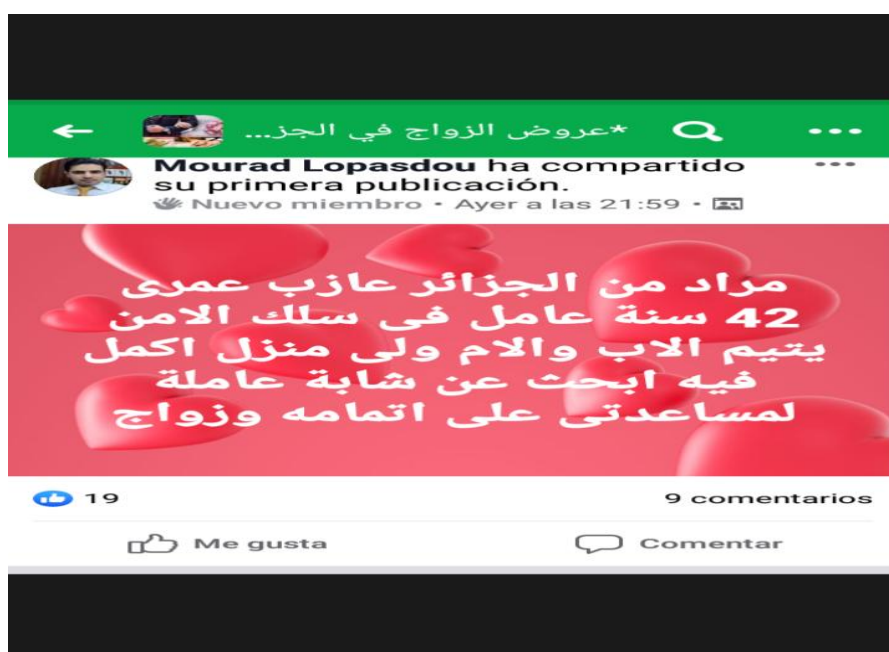 *عروض الزواج في الجز...
Mourad Lopasdou ha compartido
su primera publicación.
Nuevo miembro • Ayer a las 21:59 •
مراد من الجزائر عازب عمرى
42 سنة عامل فى سلك الامن
يتيم الاب والام ولى منزل اكمل
فيه ابحث عن شابة عاملة
لمساعدتى على اتمامه وزواج
19
9 comentarios
Me gusta
Comentar